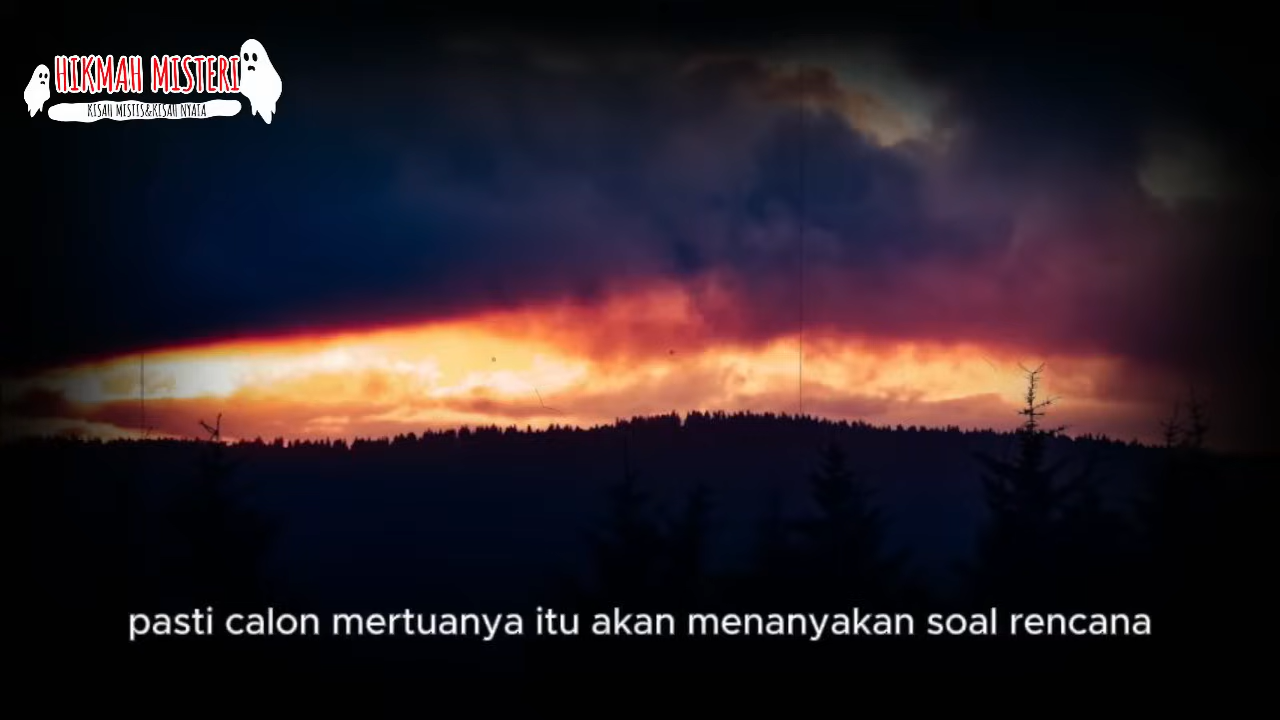 HIKMAH MISTERI
KISAH MISTIS&KISAH NYATA
pasti calon mertuanya itu akan menanyakan soal rencana